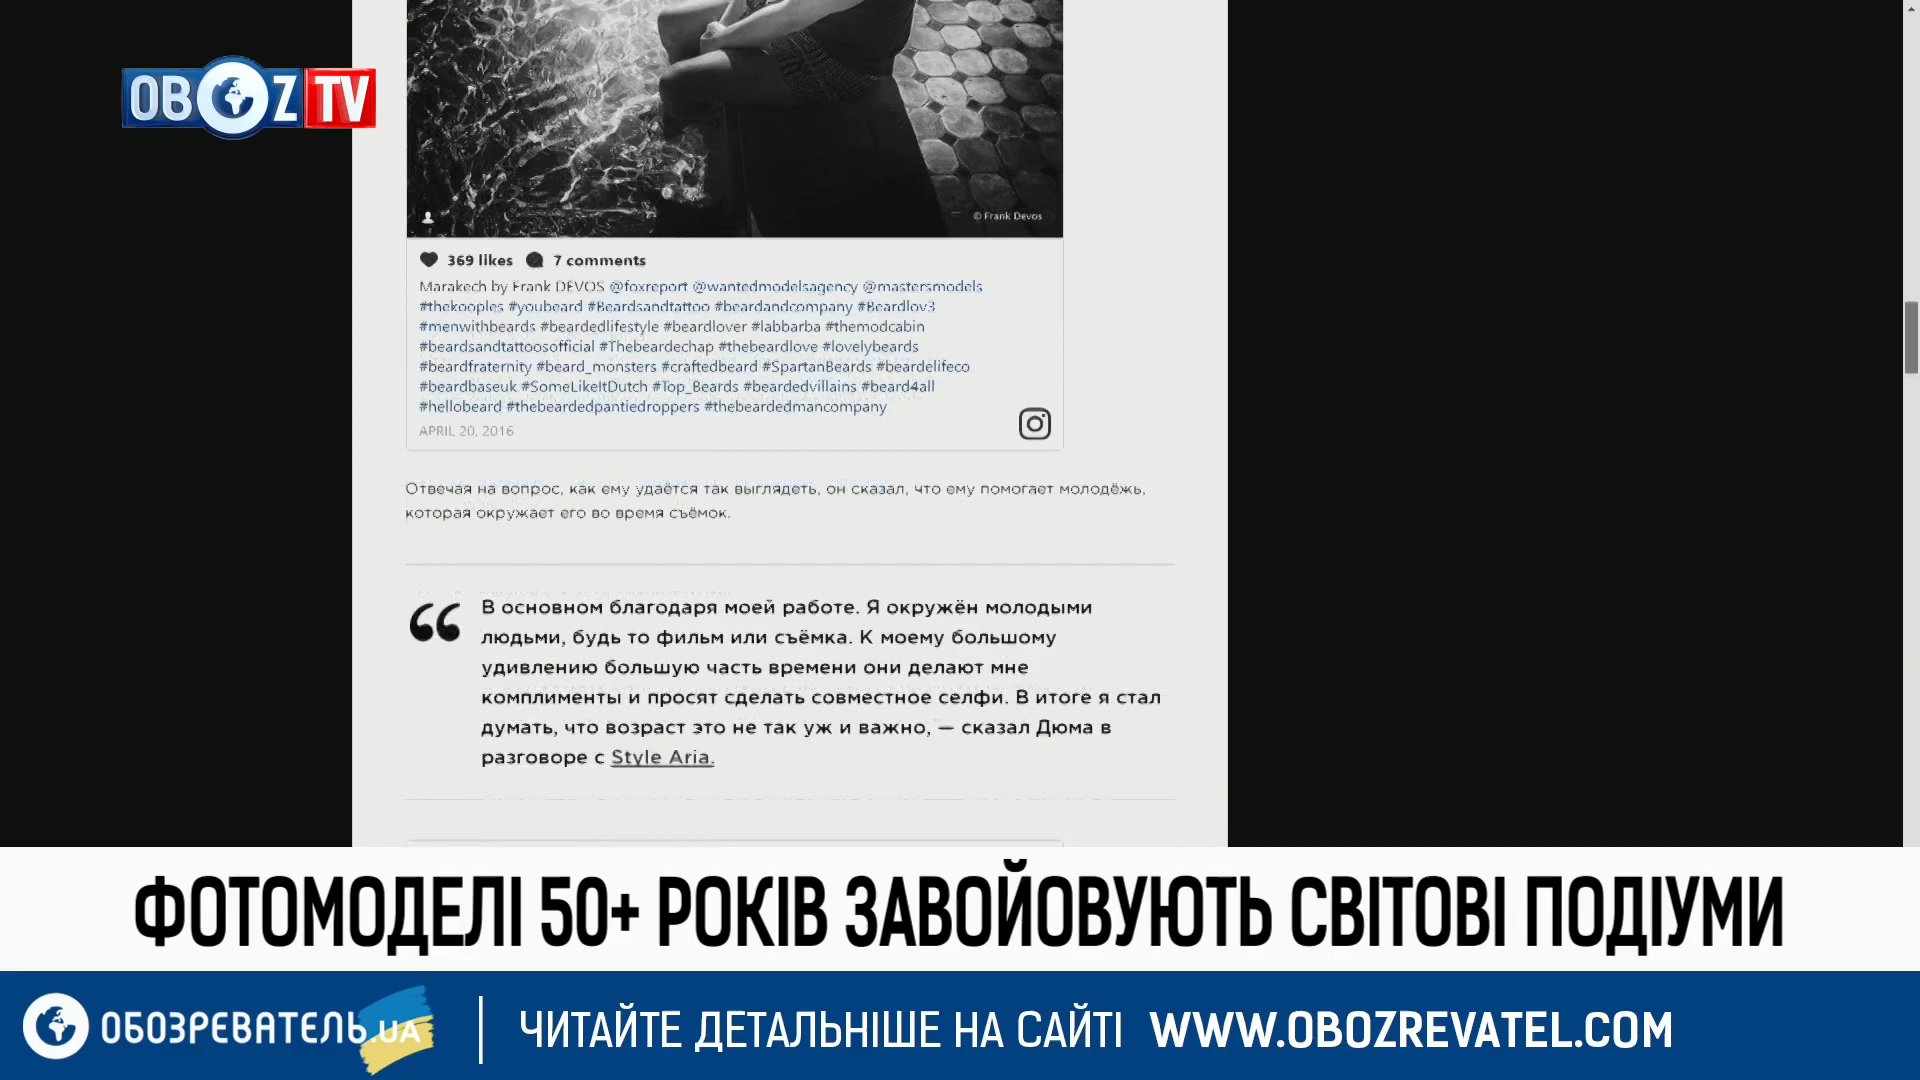 OBOZ TV
© Frank Devos
369 likes 7 comments
Marakech by Frank DEVOS @foxreport @wantedmodelsagency @mastersmodels
#thekooples #youbeard #Beardsandtattoo #beardandcompany #Beardlov3
#menwithbeards #beardedlifestyle #beardlover #labbarba #themodcabin
#beardsandtattoosofficial #Thebeardechap #thebeardlove #lovelybeards
#beardfraternity #beard_monsters #craftedbeard #SpartanBeards #beardelifeco
#beardbaseuk #SomeLikeItDutch #Top_Beards #beardedvillains #beard4all
#hellobeard #thebeardedpantiedroppers #thebeardedmancompany
APRIL 20, 2016
Отвечая на вопрос, как ему удаётся так выглядеть, он сказал, что ему помогает молодёжь,
которая окружает его во время съёмок.
“ В основном благодаря моей работе. Я окружён молодыми
людьми, будь то фильм или съёмка. К моему большому
удивлению большую часть времени они делают мне
комплименты и просят сделать совместное селфи. В итоге я стал
думать, что возраст это не так уж и важно, — сказал Дюма в
разговоре с Style Aria.
ФОТОМОДЕЛІ 50+ РОКІВ ЗАВОЙОВУЮТЬ СВІТОВІ ПОДІУМИ
ОБОЗРЕВАТЕЛЬ.UA ЧИТАЙТЕ ДЕТАЛЬНІШЕ НА САЙТІ WWW.OBOZREVATEL.COM